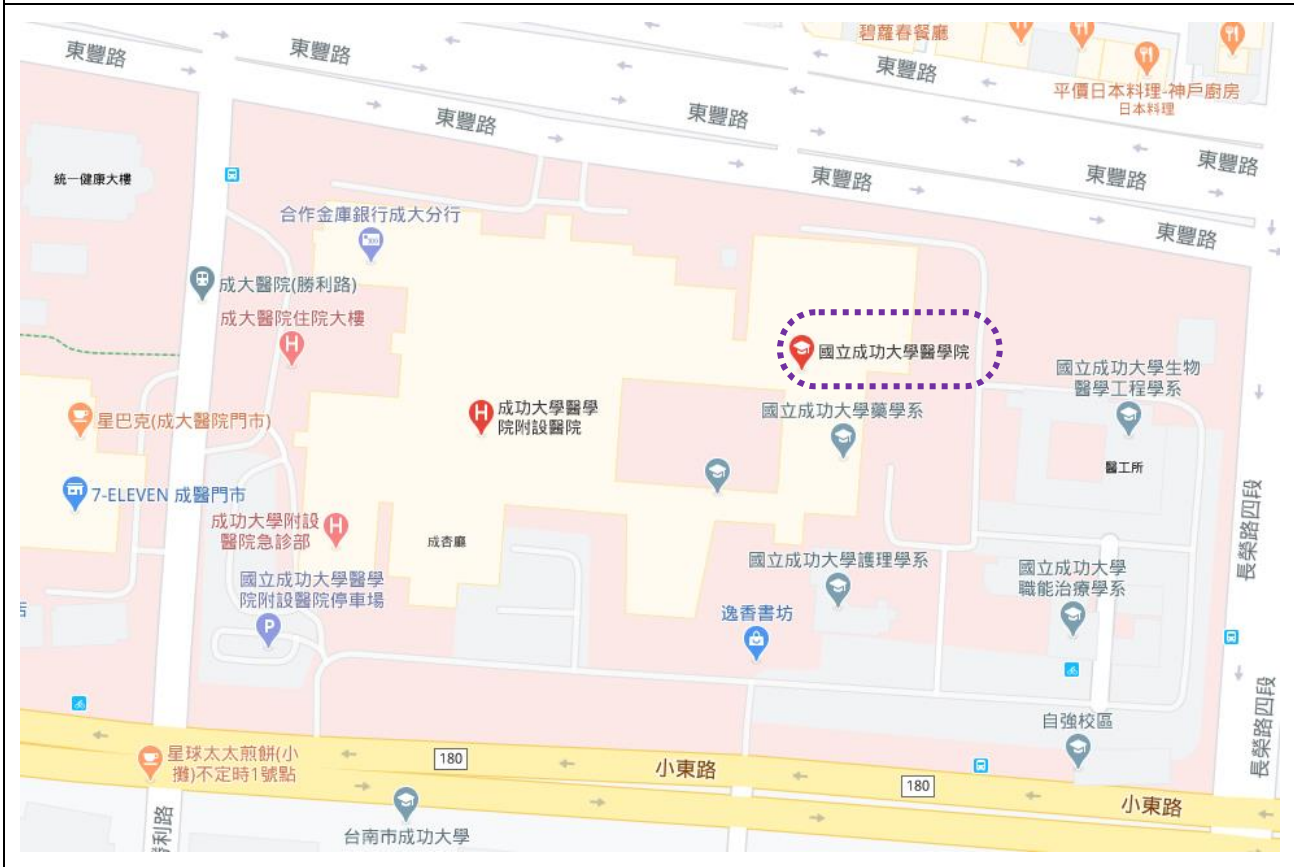 碧蘿春餐廳
東豐路
東豐路
東豐路
平價日本料理-神戶廚房
日本料理
東豐路
東豐路
東豐路
東豐路
東豐路
東豐路
統一健康大樓
合作金庫銀行成大分行
成大醫院(勝利路)
成大醫院住院大樓
國立成功大學醫學院
國立成功大學生物
醫學工程學系
星巴克(成大醫院門市)
成功大學醫學
院附設醫院
國立成功大學藥學系
醫工所
7-ELEVEN 成醫門市
長榮路四段
成功大學附設
醫院急診部
成杏廳
國立成功大學醫學
院附設醫院停車場
國立成功大學護理學系
國立成功大學
職能治療學系
逸香書坊
長榮路四段
自強校區
星球太太煎餅(小
攤)不定時1號點
180
小東路
180
小東路
台南市成功大學